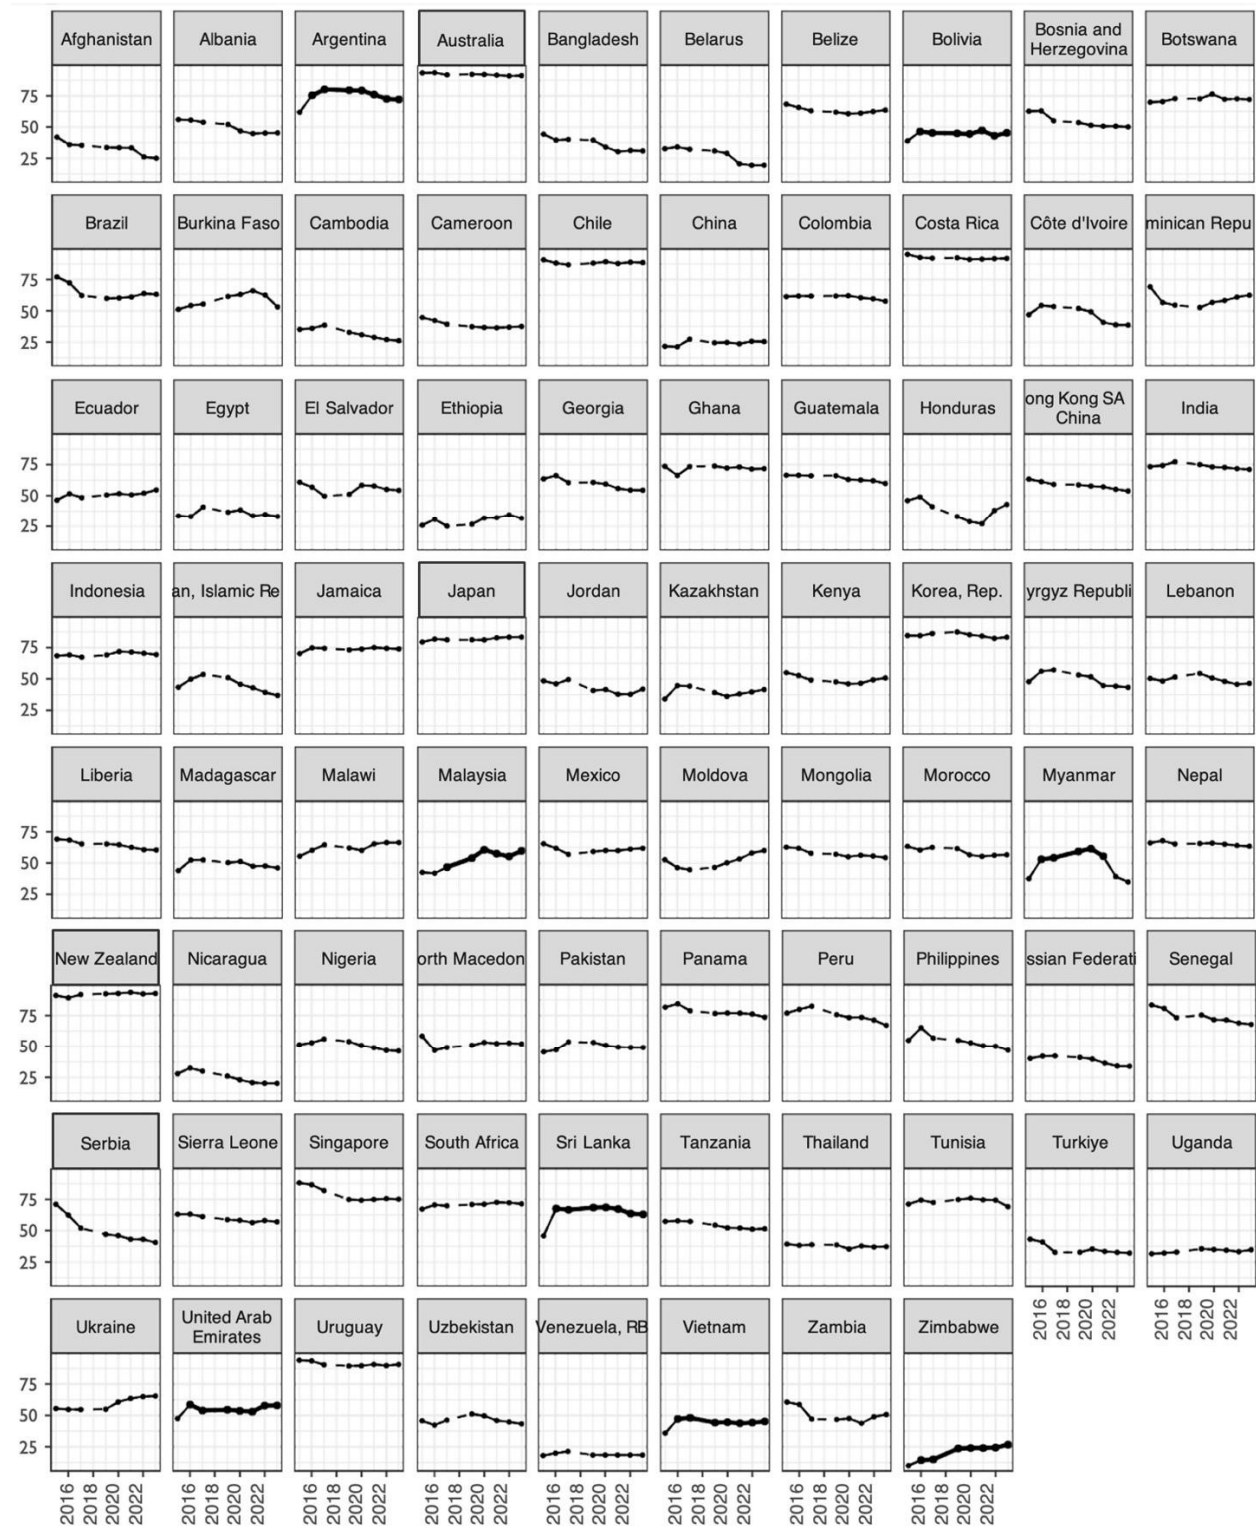 Afghanistan
Albania
Argentina
Australia
Bangladesh
Belarus
Belize
Bolivia
Bosnia and
Herzegovina
Botswana
75
50
25
Brazil
Burkina Faso
Cambodia
Cameroon
Chile
China
Colombia
Costa Rica
Côte d'Ivoire
minican Repu
75
50
25
Ecuador
Egypt
El Salvador
Ethiopia
Georgia
Ghana
Guatemala
Honduras
ong Kong SA
China
India
75
50
25
Indonesia
an, Islamic Re
Jamaica
Japan
Jordan
Kazakhstan
Kenya
Korea, Rep.
yrgyz Republi
Lebanon
75
50
25
Liberia
Madagascar
Malawi
Malaysia
Mexico
Moldova
Mongolia
Morocco
Myanmar
Nepal
75
50
25
New Zealand
Nicaragua
Nigeria
orth Macedon
Pakistan
Panama
Peru
Philippines
ssian Federati
Senegal
75
50
25
Serbia
Sierra Leone
Singapore
South Africa
Sri Lanka
Tanzania
Thailand
Tunisia
Turkiye
Uganda
75
50
25
2016 2018 2020 2022
2016 2018 2020 2022
Ukraine
United Arab
Emirates
Uruguay
Uzbekistan
Venezuela, RB
Vietnam
Zambia
Zimbabwe
75
50
25
2016 2018 2020 2022
2016 2018 2020 2022
2016 2018 2020 2022
2016 2018 2020 2022
2016 2018 2020 2022
2016 2018 2020 2022
2016 2018 2020 2022
2016 2018 2020 2022